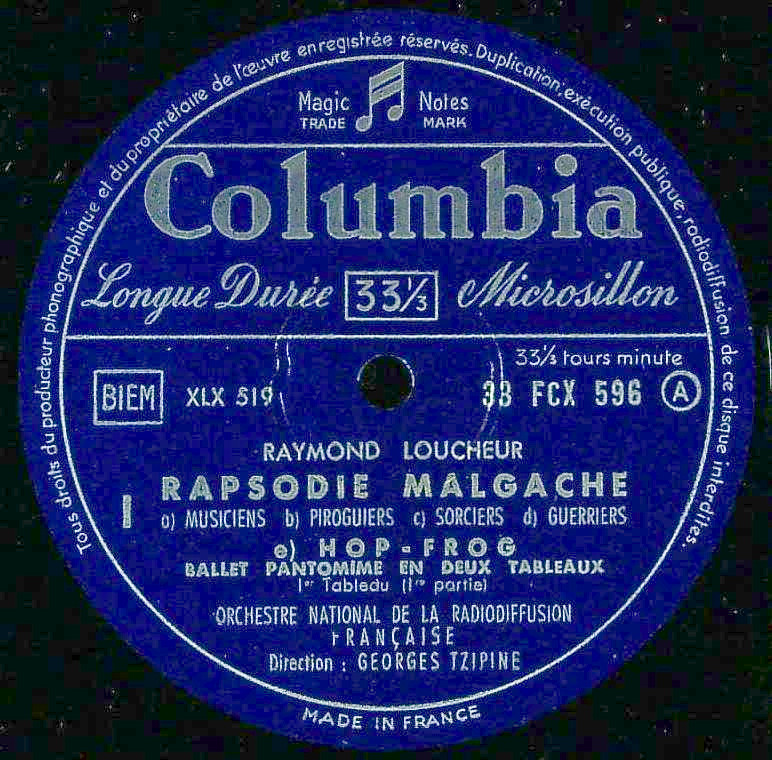 Tous droits du producteur phonographique et du propriétaire de l'œuvre enregistrée réservés. Duplication, exécution publique, radiodiffusion de ce disque interdites.
Magic Notes
TRADE MARK
Columbia
Longue Durée 33⅓ Microsillon
33⅓ tours minute
BIEM XLX 519 33 FCX 596 A
RAYMOND LOUCHEUR
I RAPSODIE MALGACHE
a) MUSICIENS b) PIROGUIERS c) SORCIERS d) GUERRIERS
e) HOP-FROG
BALLET PANTOMIME EN DEUX TABLEAUX
1er Tableau (1re partie)
ORCHESTRE NATIONAL DE LA RADIODIFFUSION
FRANÇAISE
Direction : GEORGES TZIPINE
MADE IN FRANCE